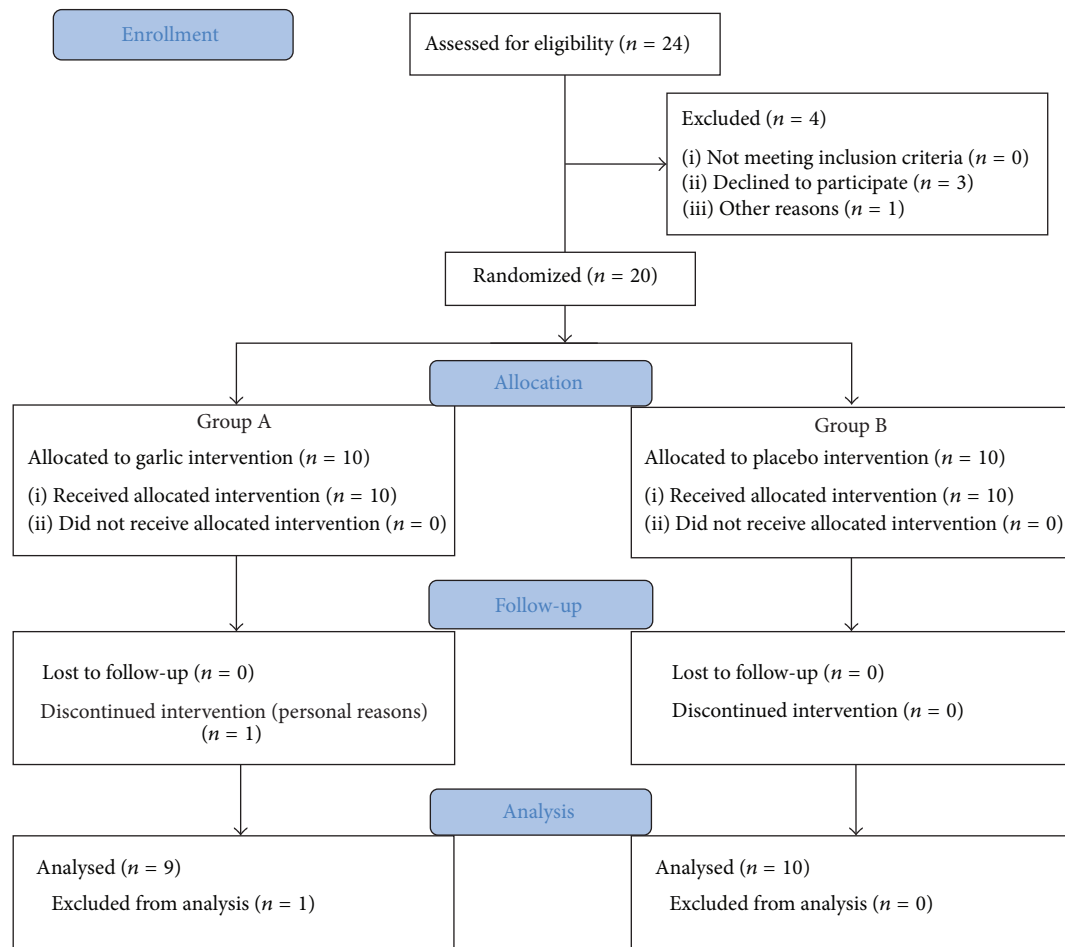 Enrollment
Assessed for eligibility (n = 24)
Excluded (n = 4)
(i) Not meeting inclusion criteria (n = 0)
(ii) Declined to participate (n = 3)
(iii) Other reasons (n = 1)
Randomized (n = 20)
Allocation
Group A
Allocated to garlic intervention (n = 10)
(i) Received allocated intervention (n = 10)
(ii) Did not receive allocated intervention (n = 0)
Group B
Allocated to placebo intervention (n = 10)
(i) Received allocated intervention (n = 10)
(ii) Did not receive allocated intervention (n = 0)
Follow-up
Lost to follow-up (n = 0)
Discontinued intervention (personal reasons)
(n = 1)
Lost to follow-up (n = 0)
Discontinued intervention (n = 0)
Analysis
Analysed (n = 9)
Excluded from analysis (n = 1)
Analysed (n = 10)
Excluded from analysis (n = 0)